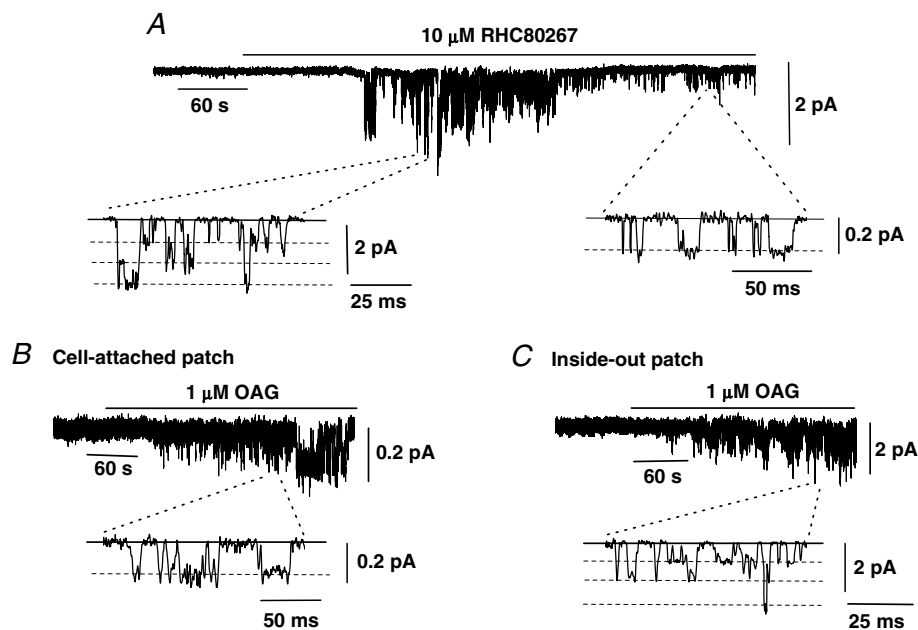 A
10 μM RHC80267
60 s
2 pA
2 pA
25 ms
0.2 pA
50 ms
B Cell-attached patch
1 μM OAG
60 s
0.2 pA
0.2 pA
50 ms
C Inside-out patch
1 μM OAG
60 s
2 pA
2 pA
25 ms